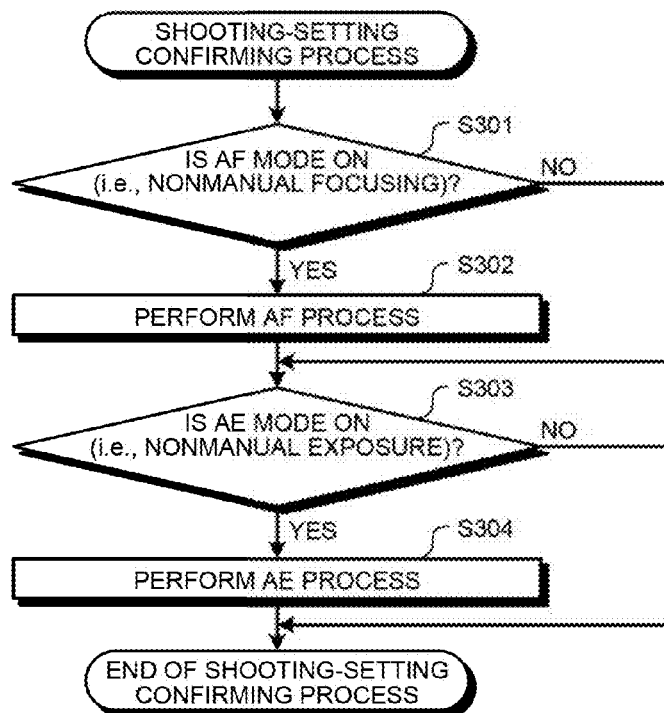 SHOOTING-SETTING
CONFIRMING PROCESS
S301
IS AF MODE ON
(i.e., NONMANUAL FOCUSING)?
NO
YES
S302
PERFORM AF PROCESS
S303
IS AE MODE ON
(i.e., NONMANUAL EXPOSURE)?
NO
YES
S304
PERFORM AE PROCESS
END OF SHOOTING-SETTING
CONFIRMING PROCESS